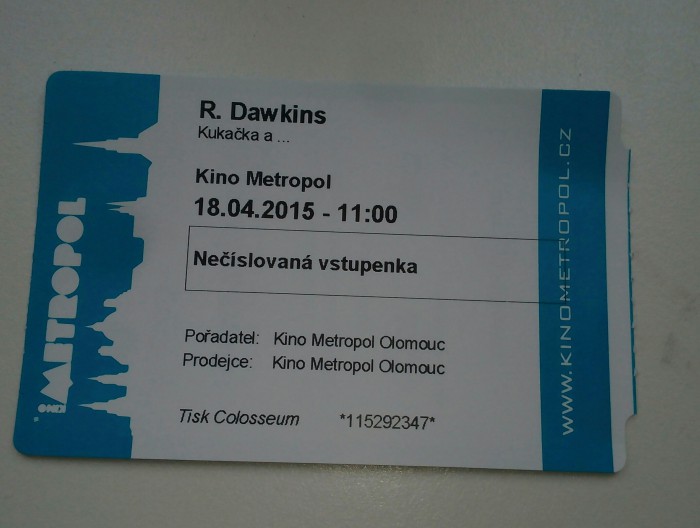 R. Dawkins
Kukačka a ...
Kino Metropol
18.04.2015 - 11:00
Nečíslovaná vstupenka
Pořadatel: Kino Metropol Olomouc
Prodejce: Kino Metropol Olomouc
Tisk Colosseum *115292347*
KINO METROPOL
WWW.KINOMETROPOL.CZ